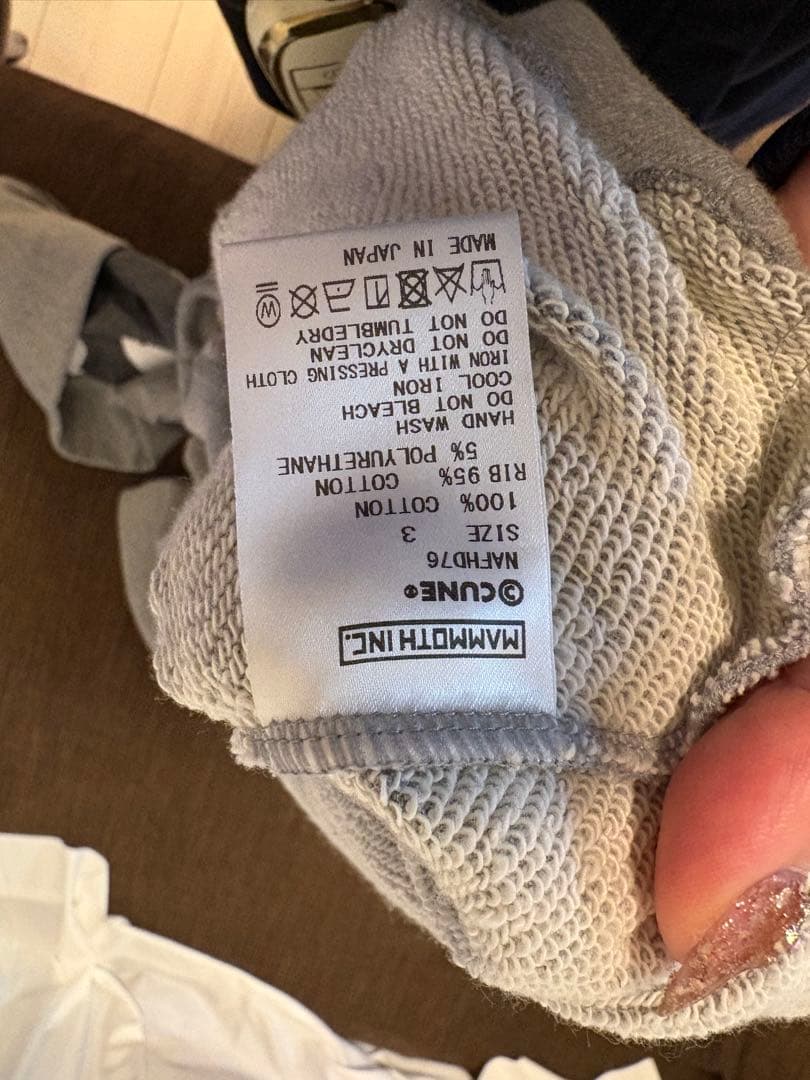 MAMMOTH INC.
©CUNE®
NAFHD76
SIZE 3
100% COTTON
RIB 95% COTTON
5% POLYURETHANE
HAND WASH
DO NOT BLEACH
COOL IRON
IRON WITH A PRESSING CLOTH
DO NOT DRYCLEAN
DO NOT TUMBLEDRY
W
MADE IN JAPAN